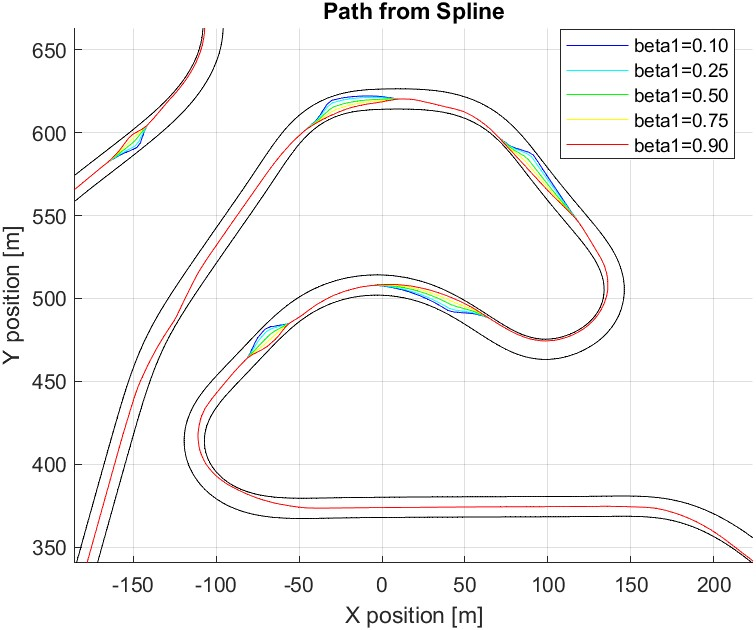 Path from Spline
beta1=0.10
beta1=0.25
beta1=0.50
beta1=0.75
beta1=0.90
650
600
550
500
450
400
350
Y position [m]
-150 -100 -50 0 50 100 150 200
X position [m]